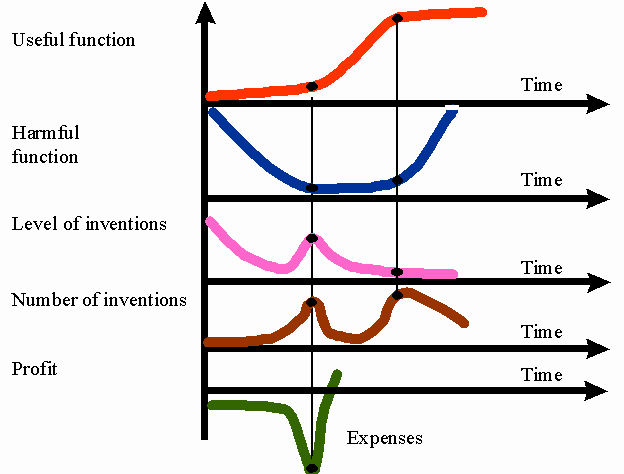 Useful function
Time
Harmful
function
Time
Level of inventions
Time
Number of inventions
Time
Profit
Time
Expenses